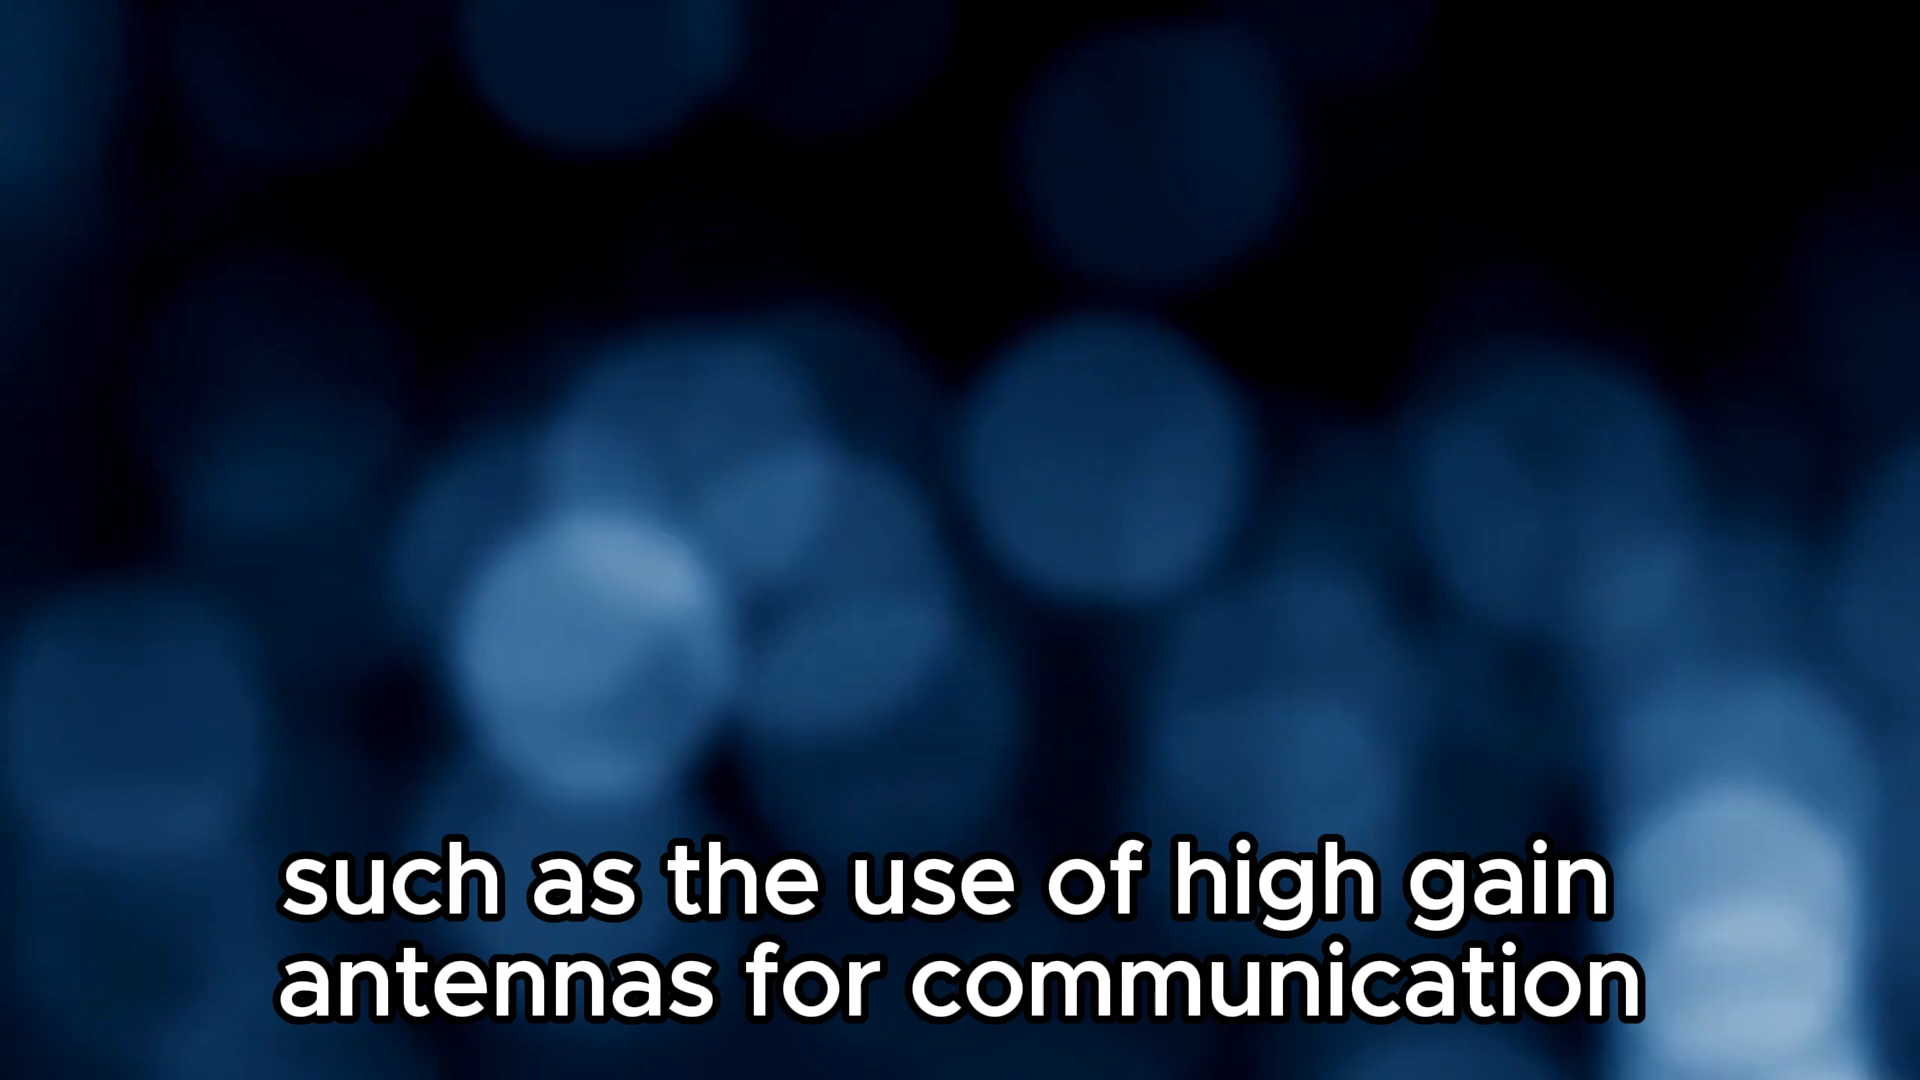 such as the use of high gain
antennas for communication